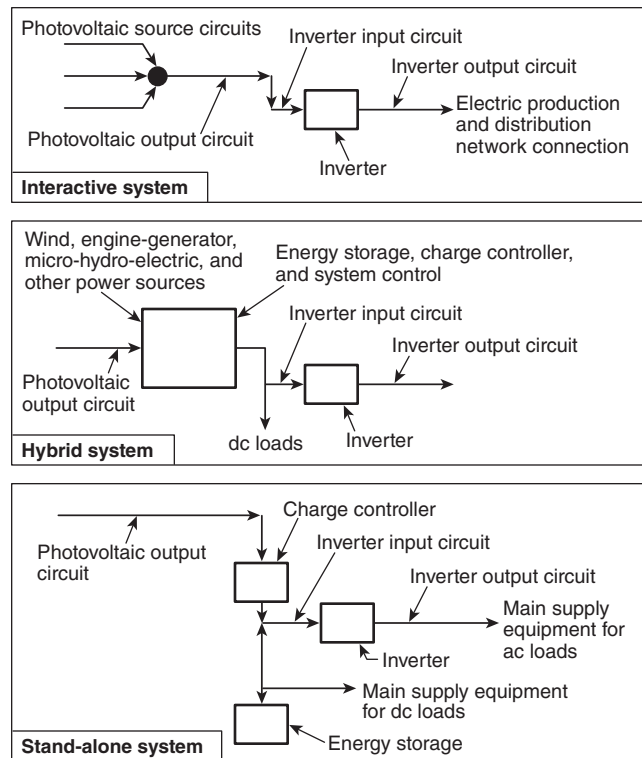 Photovoltaic source circuits
Inverter input circuit
Inverter output circuit
Photovoltaic output circuit
Electric production
and distribution
network connection
Inverter
Interactive system
Wind, engine-generator,
micro-hydro-electric, and
other power sources
Energy storage, charge controller,
and system control
Inverter input circuit
Inverter output circuit
Photovoltaic
output circuit
dc loads
Inverter
Hybrid system
Charge controller
Photovoltaic output
circuit
Inverter input circuit
Inverter output circuit
Main supply
equipment for
ac loads
Inverter
Main supply equipment
for dc loads
Energy storage
Stand-alone system